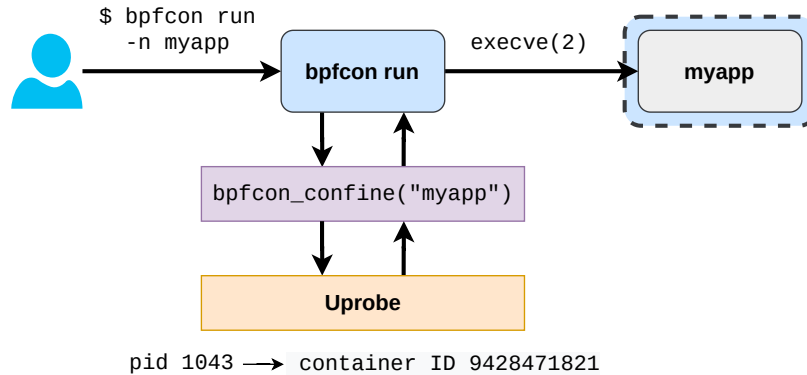 $ bpfcon run
-n myapp
execve(2)
bpfcon run
myapp
bpfcon_confine("myapp")
Uprobe
pid 1043
container ID 9428471821